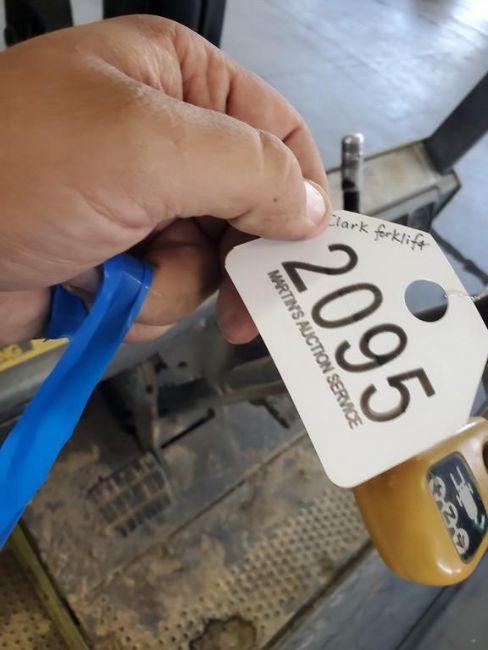 Clark forklift
2095
MARTIN'S AUCTION SERVICE